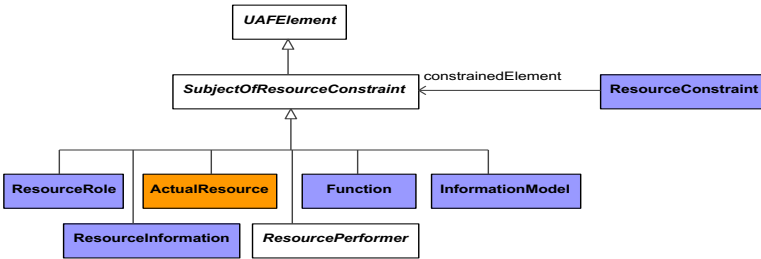 UAFElement
constrainedElement
SubjectOfResourceConstraint
ResourceConstraint
ResourceRole
ActualResource
Function
InformationModel
ResourceInformation
ResourcePerformer